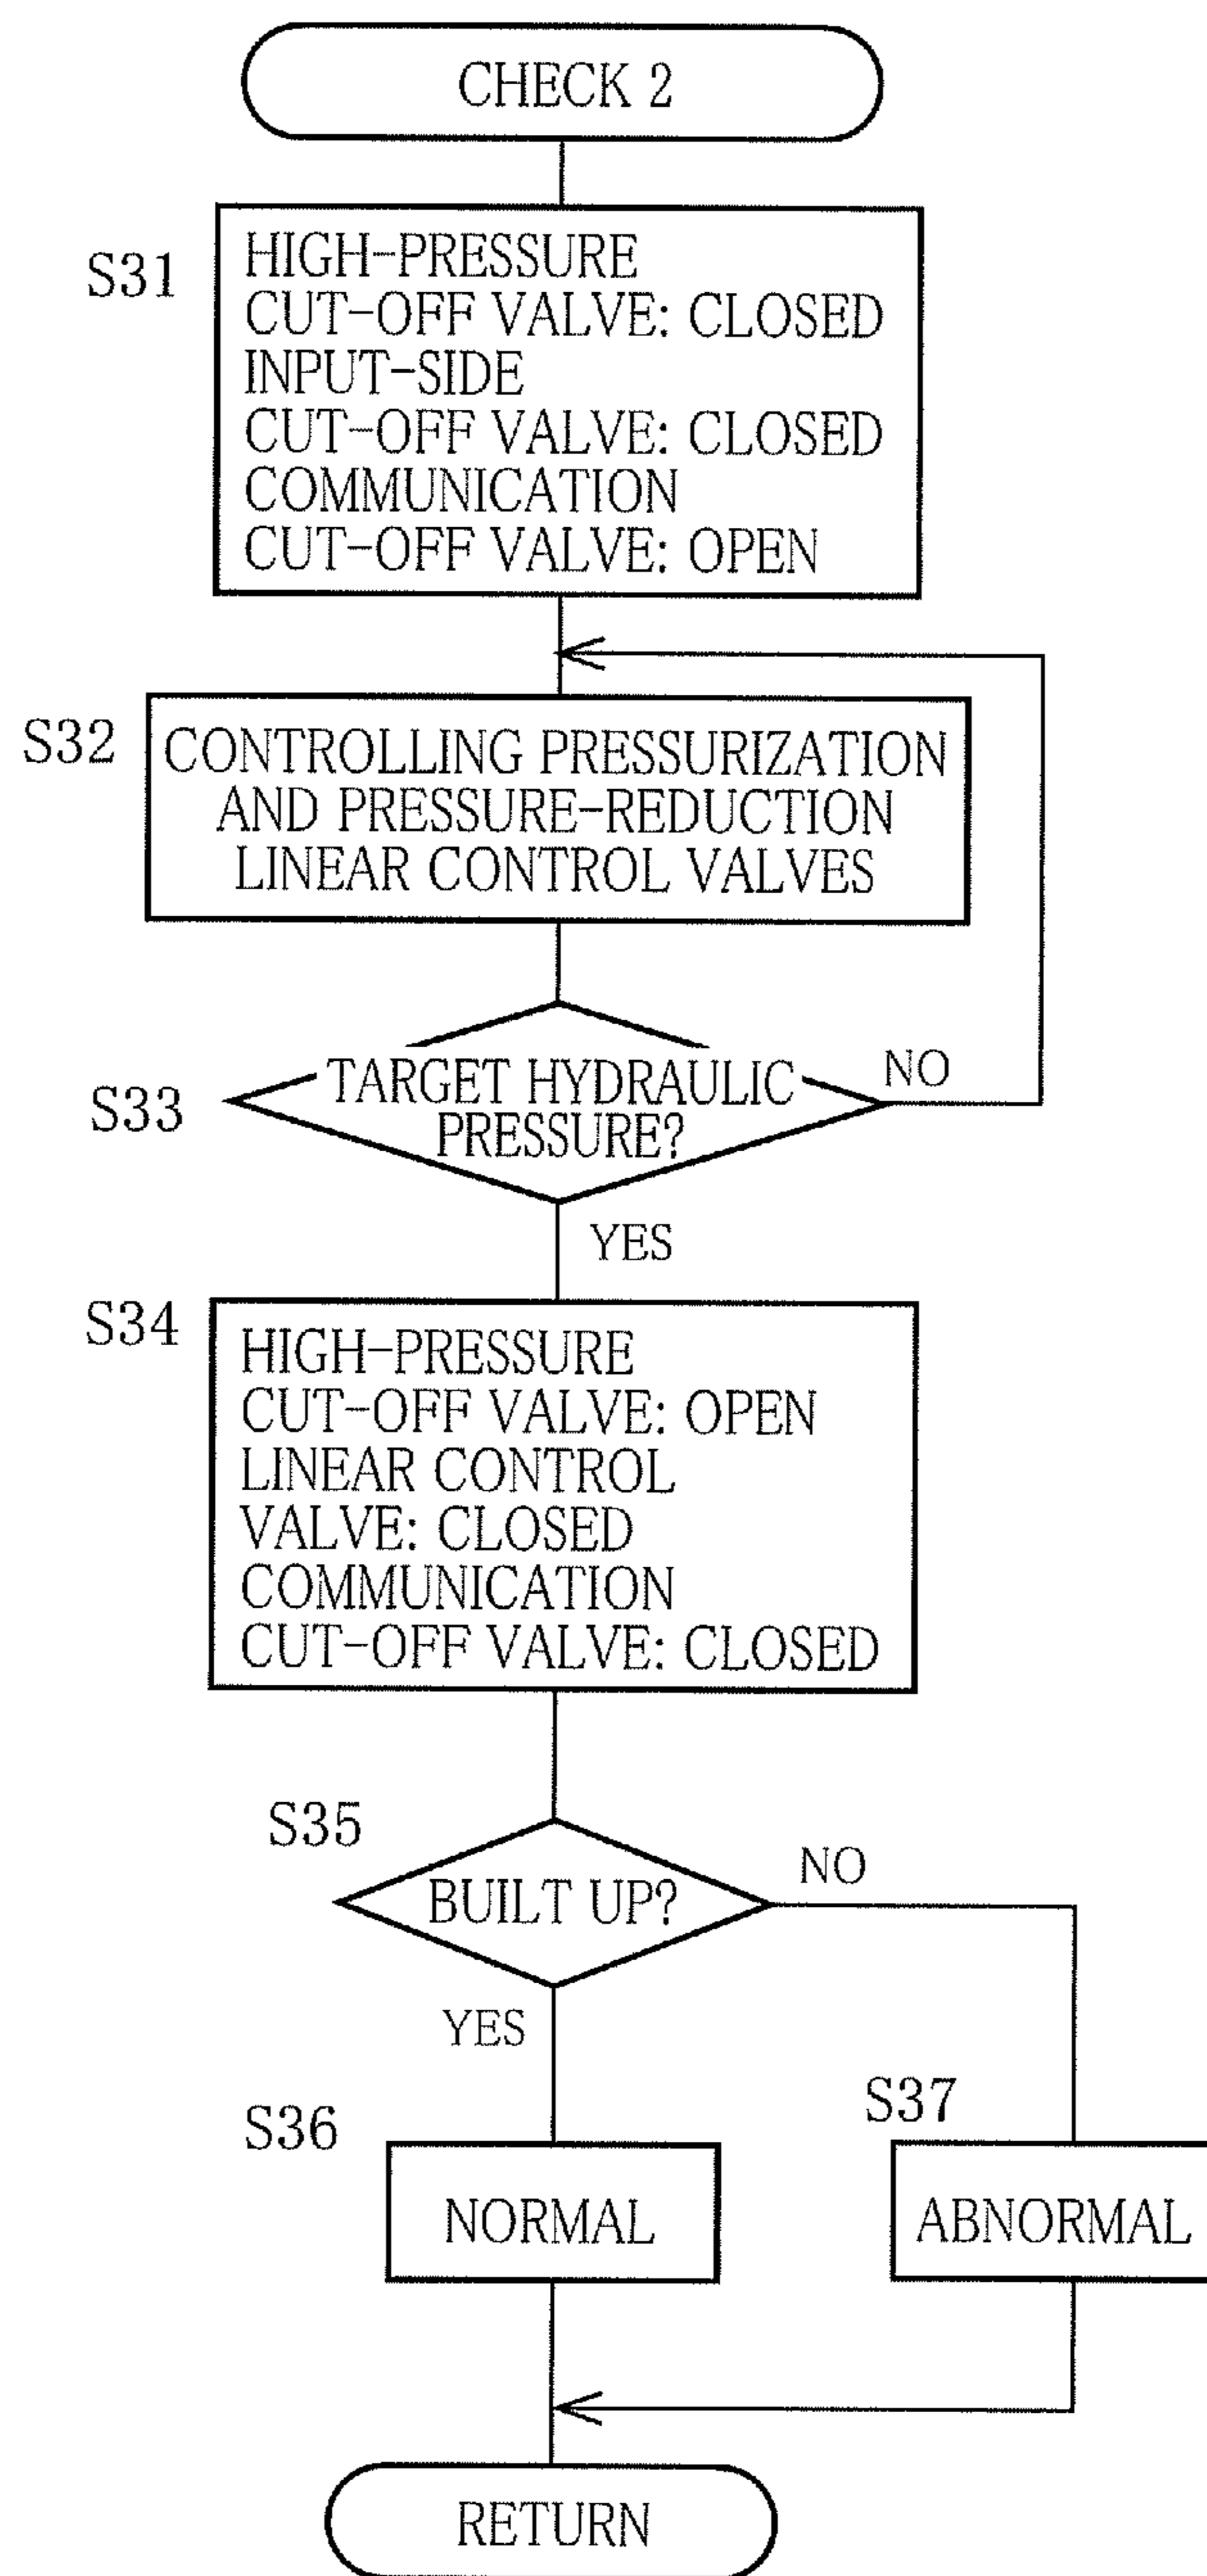 CHECK 2
S31
HIGH-PRESSURE
CUT-OFF VALVE: CLOSED
INPUT-SIDE
CUT-OFF VALVE: CLOSED
COMMUNICATION
CUT-OFF VALVE: OPEN
S32
CONTROLLING PRESSURIZATION
AND PRESSURE-REDUCTION
LINEAR CONTROL VALVES
S33
TARGET HYDRAULIC
PRESSURE?
NO
YES
S34
HIGH-PRESSURE
CUT-OFF VALVE: OPEN
LINEAR CONTROL
VALVE: CLOSED
COMMUNICATION
CUT-OFF VALVE: CLOSED
S35
BUILT UP?
NO
YES
S36
NORMAL
S37
ABNORMAL
RETURN